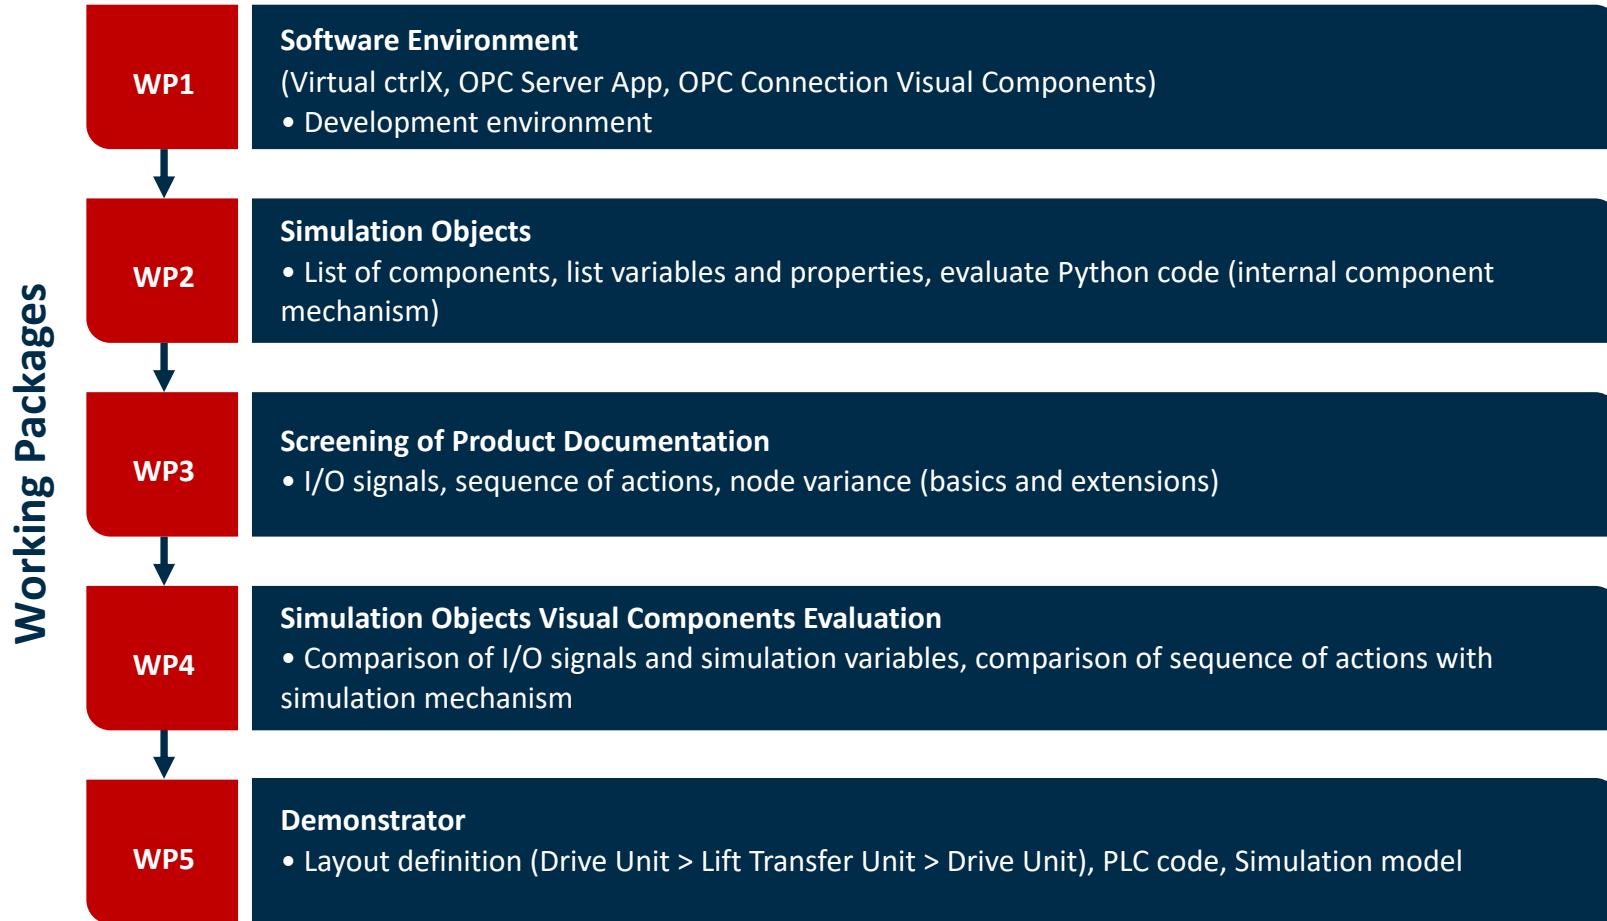 Working Packages
WP1
Software Environment
(Virtual ctrlX, OPC Server App, OPC Connection Visual Components)
• Development environment
WP2
Simulation Objects
• List of components, list variables and properties, evaluate Python code (internal component
mechanism)
WP3
Screening of Product Documentation
• I/O signals, sequence of actions, node variance (basics and extensions)
WP4
Simulation Objects Visual Components Evaluation
• Comparison of I/O signals and simulation variables, comparison of sequence of actions with
simulation mechanism
WP5
Demonstrator
• Layout definition (Drive Unit > Lift Transfer Unit > Drive Unit), PLC code, Simulation model